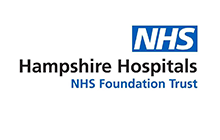 NHS
Hampshire Hospitals
NHS Foundation Trust